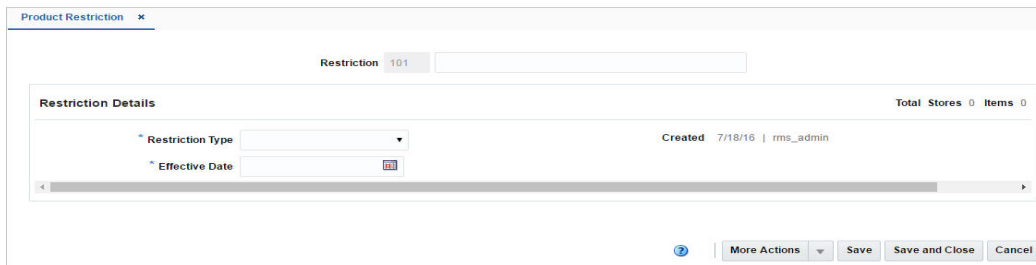 Product Restriction ×
Restriction 101
Restriction Details Total Stores 0 Items 0
* Restriction Type Created 7/18/16 | rms_admin
* Effective Date
? More Actions Save Save and Close Cancel